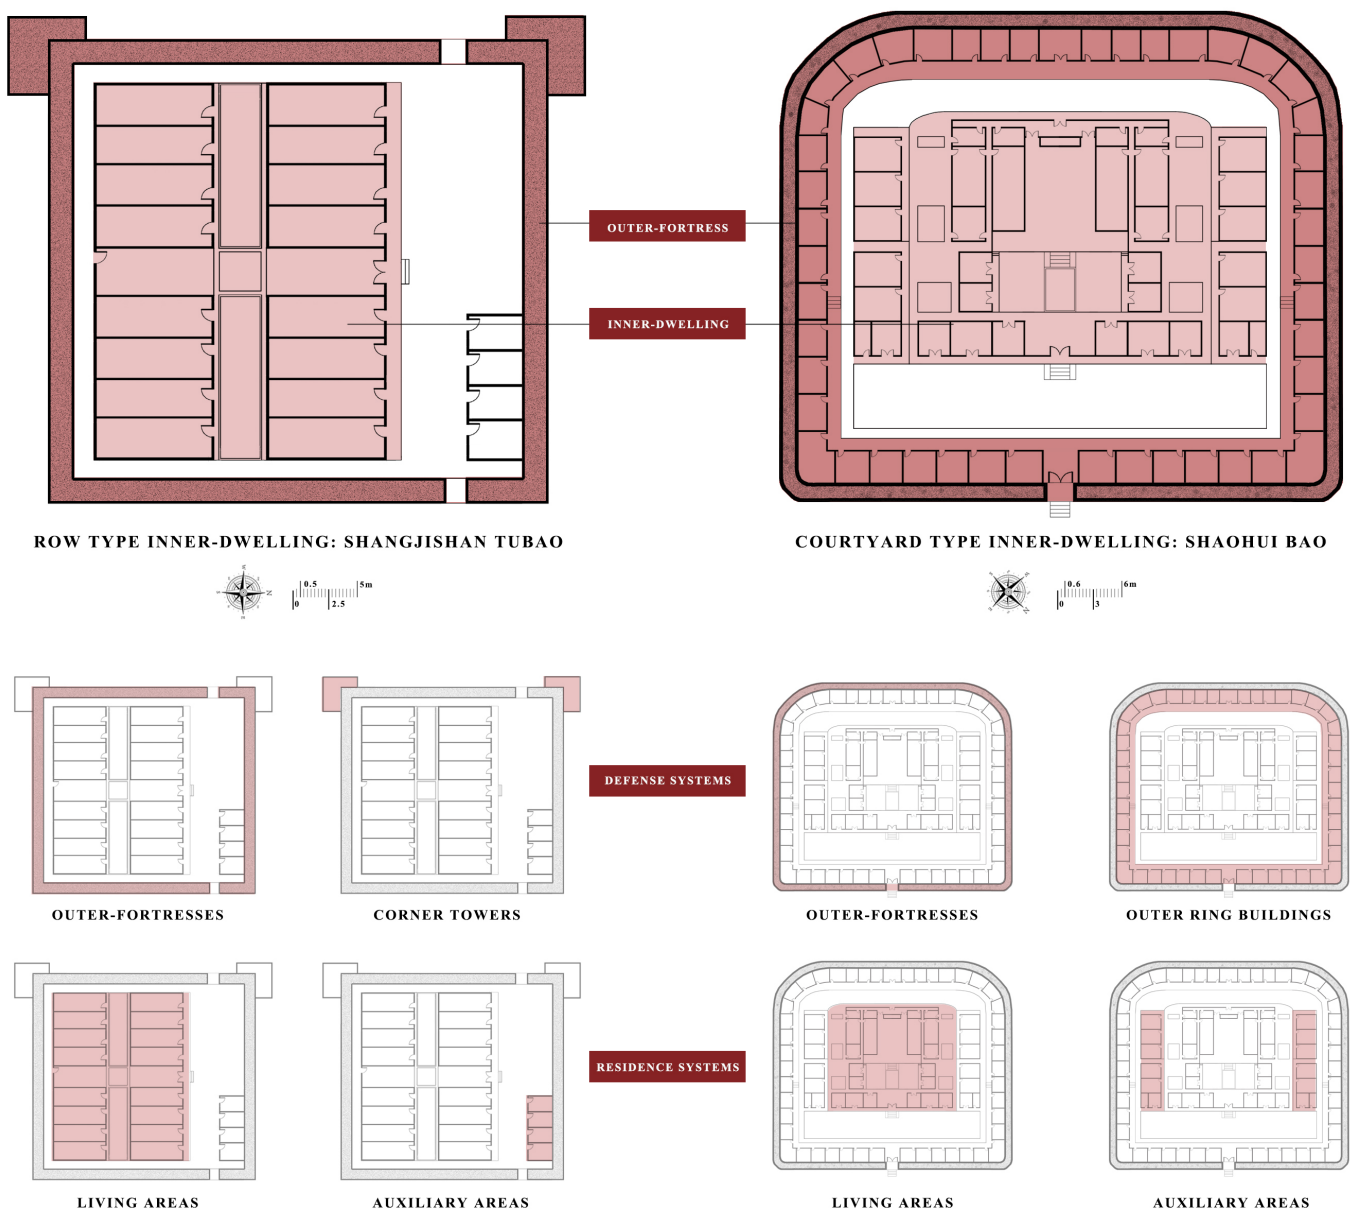 OUTER-FORTRESS
INNER-DWELLING
ROW TYPE INNER-DWELLING: SHANGJISHAN TUBAO
COURTYARD TYPE INNER-DWELLING: SHAOHUI BAO
N
0.5 5m
0 2.5
N
0.6 6m
0 3
DEFENSE SYSTEMS
OUTER-FORTRESSES
CORNER TOWERS
OUTER-FORTRESSES
OUTER RING BUILDINGS
RESIDENCE SYSTEMS
LIVING AREAS
AUXILIARY AREAS
LIVING AREAS
AUXILIARY AREAS